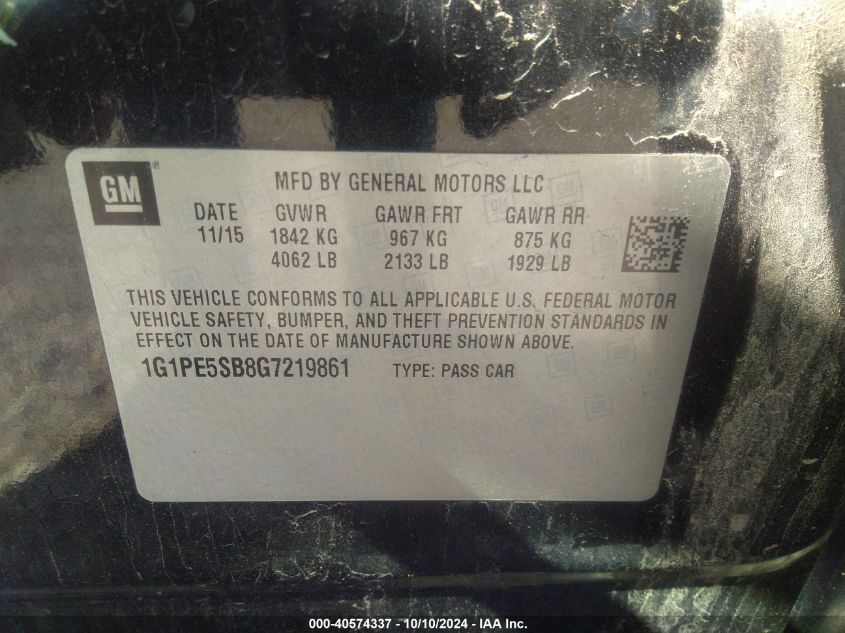 GM ®
MFD BY GENERAL MOTORS LLC
DATE GVWR GAWR FRT GAWR RR
11/15 1842 KG 967 KG 875 KG
4062 LB 2133 LB 1929 LB
THIS VEHICLE CONFORMS TO ALL APPLICABLE U.S. FEDERAL MOTOR
VEHICLE SAFETY, BUMPER, AND THEFT PREVENTION STANDARDS IN
EFFECT ON THE DATE OF MANUFACTURE SHOWN ABOVE.
1G1PE5SB8G7219861 TYPE: PASS CAR
000-40574337 - 10/10/2024 - IAA Inc.